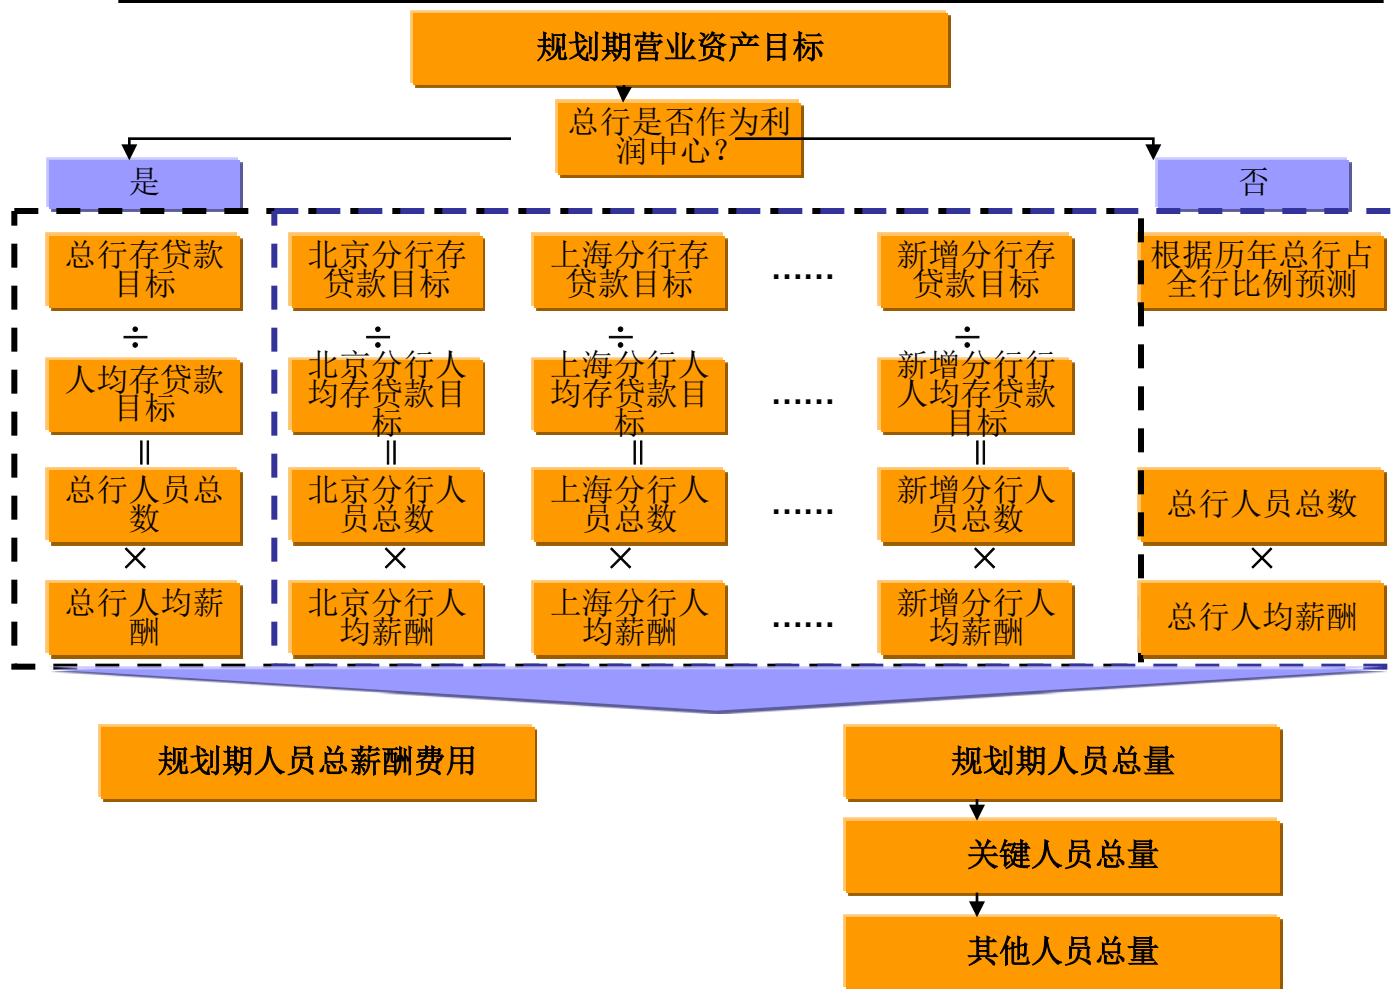 规划期营业资产目标
总行是否作为利
润中心？
是
否
总行存贷款
目标
北京分行存
贷款目标
上海分行存
贷款目标
……
新增分行存
贷款目标
根据历年总行占
全行比例预测
÷
÷
÷
÷
人均存贷款
目标
北京分行人
均存贷款目
标
上海分行人
均存贷款目
标
……
新增分行行
人均存贷款
目标
=
=
=
=
总行人员总
数
北京分行人
员总数
上海分行人
员总数
……
新增分行人
员总数
总行人员总数
×
×
×
×
×
总行人均薪
酬
北京分行人
均薪酬
上海分行人
均薪酬
……
新增分行人
均薪酬
总行人均薪酬
规划期人员总薪酬费用
规划期人员总量
关键人员总量
其他人员总量